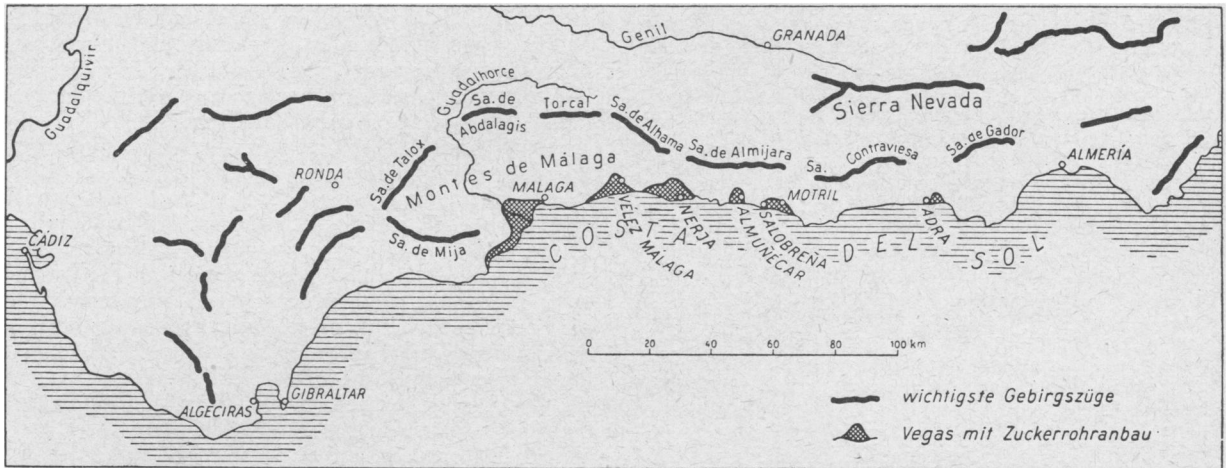 Guadalquivir
Genil
GRANADA
Guadalhorce
Sa. de
Abdalagis
Torcal
Sa. de Alhama
Sierra Nevada
Sa. de Almijara
Sa. Contraviesa
Sa. de Gador
ALMERÍA
RONDA
Sa. de Talox
Montes de Málaga
MALAGA
MOTRIL
Sa. de Mija
CÁDIZ
COSTA DEL SOL
VÉLEZ
MALAGA
NERJA
ALMUÑÉCAR
SALOBREÑA
ADRA
0 20 40 60 80 100 km
ALGECIRAS
GIBRALTAR
wichtigste Gebirgszüge
Vegas mit Zuckerrohranbau